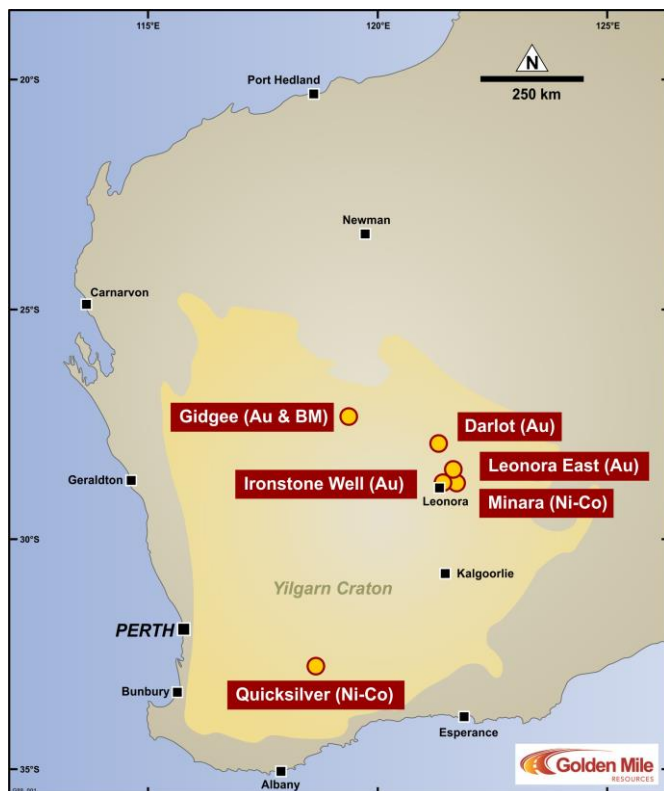 115°E
120°E
125°E
20°S
Port Hedland
N
250 km
Newman
25°S
Carnarvon
Gidgee (Au & BM)
Darlot (Au)
Leonora East (Au)
Geraldton
Ironstone Well (Au)
Leonora
Minara (Ni-Co)
30°S
Kalgoorlie
Yilgarn Craton
PERTH
Bunbury
Quicksilver (Ni-Co)
Esperance
Golden Mile
RESOURCES
35°S
Albany